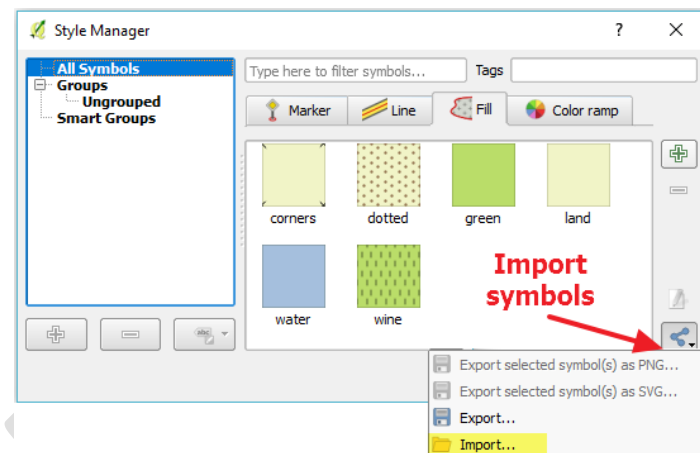 Style Manager
?
All Symbols
Groups
Ungrouped
Smart Groups
Type here to filter symbols...
Tags
Marker
Line
Fill
Color ramp
corners
dotted
green
land
water
wine
Import
symbols
abc
Export selected symbol(s) as PNG...
Export selected symbol(s) as SVG...
Export...
Import...